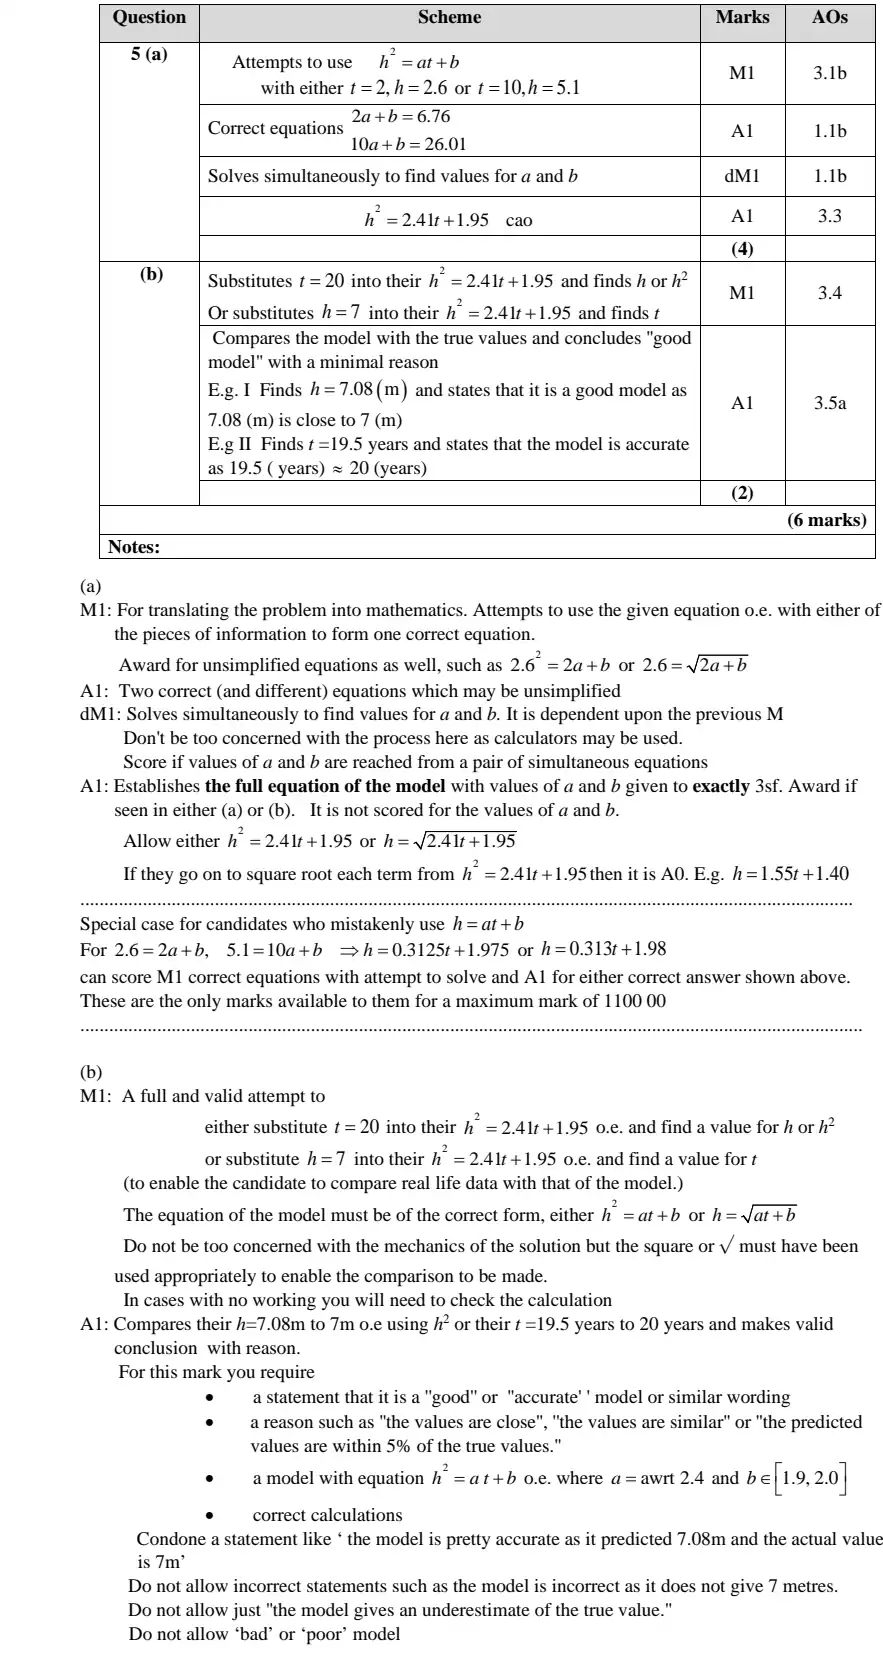 Question Scheme Marks AOs
5 (a) Attempts to use h² = at + b
with either t = 2, h = 2.6 or t = 10, h = 5.1 M1 3.1b
Correct equations 2a + b = 6.76
10a + b = 26.01 A1 1.1b
Solves simultaneously to find values for a and b dM1 1.1b
h² = 2.41t + 1.95 cao A1 3.3
(4)
(b) Substitutes t = 20 into their h² = 2.41t + 1.95 and finds h or h²
Or substitutes h = 7 into their h² = 2.41t + 1.95 and finds t M1 3.4
Compares the model with the true values and concludes "good
model" with a minimal reason
E.g. I Finds h = 7.08 (m) and states that it is a good model as
7.08 (m) is close to 7 (m) A1 3.5a
E.g II Finds t =19.5 years and states that the model is accurate
as 19.5 ( years) ≈ 20 (years)
(2)
(6 marks)
Notes:
(a)
M1: For translating the problem into mathematics. Attempts to use the given equation o.e. with either of
the pieces of information to form one correct equation.
Award for unsimplified equations as well, such as 2.6² = 2a + b or 2.6 = √(2a + b)
A1: Two correct (and different) equations which may be unsimplified
dM1: Solves simultaneously to find values for a and b. It is dependent upon the previous M
Don't be too concerned with the process here as calculators may be used.
Score if values of a and b are reached from a pair of simultaneous equations
A1: Establishes the full equation of the model with values of a and b given to exactly 3sf. Award if
seen in either (a) or (b). It is not scored for the values of a and b.
Allow either h² = 2.41t + 1.95 or h = √(2.41t + 1.95)
If they go on to square root each term from h² = 2.41t + 1.95 then it is A0. E.g. h = 1.55t + 1.40
Special case for candidates who mistakenly use h = at + b
For 2.6 = 2a + b, 5.1 = 10a + b ⇒ h = 0.3125t + 1.975 or h = 0.313t + 1.98
can score M1 correct equations with attempt to solve and A1 for either correct answer shown above.
These are the only marks available to them for a maximum mark of 1100 00
(b)
M1: A full and valid attempt to
either substitute t = 20 into their h² = 2.41t + 1.95 o.e. and find a value for h or h²
or substitute h = 7 into their h² = 2.41t + 1.95 o.e. and find a value for t
(to enable the candidate to compare real life data with that of the model.)
The equation of the model must be of the correct form, either h² = at + b or h = √(at + b)
Do not be too concerned with the mechanics of the solution but the square or √ must have been
used appropriately to enable the comparison to be made.
In cases with no working you will need to check the calculation
A1: Compares their h=7.08m to 7m o.e using h² or their t =19.5 years to 20 years and makes valid
conclusion with reason.
For this mark you require
• a statement that it is a "good" or "accurate' ' model or similar wording
• a reason such as "the values are close", "the values are similar" or "the predicted
values are within 5% of the true values."
• a model with equation h² = a t + b o.e. where a = awrt 2.4 and b ∈ [1.9, 2.0]
• correct calculations
Condone a statement like ‘ the model is pretty accurate as it predicted 7.08m and the actual value
is 7m’
Do not allow incorrect statements such as the model is incorrect as it does not give 7 metres.
Do not allow just "the model gives an underestimate of the true value."
Do not allow ‘bad’ or ‘poor’ model